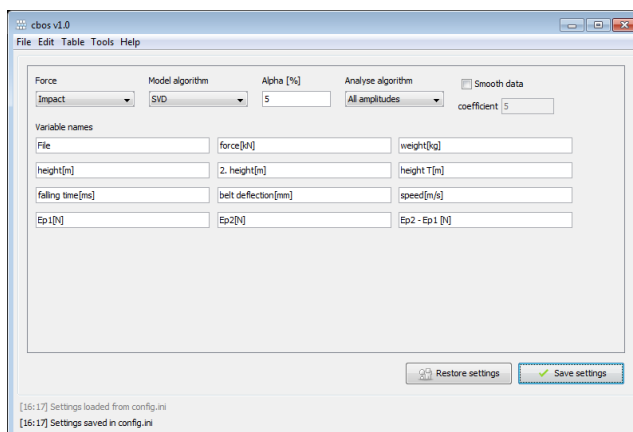 cbos v1.0
File Edit Table Tools Help
Force Model algorithm Alpha [%] Analyse algorithm Smooth data
Impact SVD 5 All amplitudes coefficient 5
Variable names
File force[kN] weight[kg]
height[m] 2. height[m] height T[m]
falling time[ms] belt deflection[mm] speed[m/s]
Ep1[N] Ep2[N] Ep2 - Ep1 [N]
Restore settings Save settings
[16:17] Settings loaded from config.ini
[16:17] Settings saved in config.ini